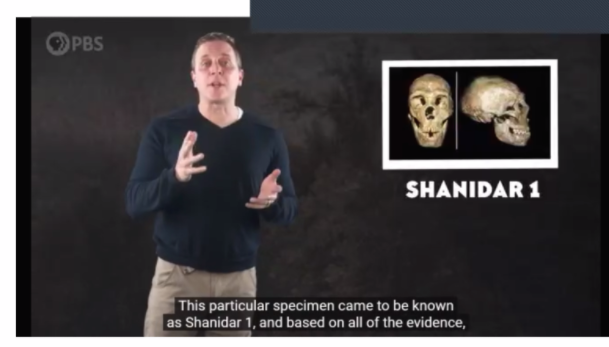 PBS
SHANIDAR 1
This particular specimen came to be known
as Shanidar 1, and based on all of the evidence,